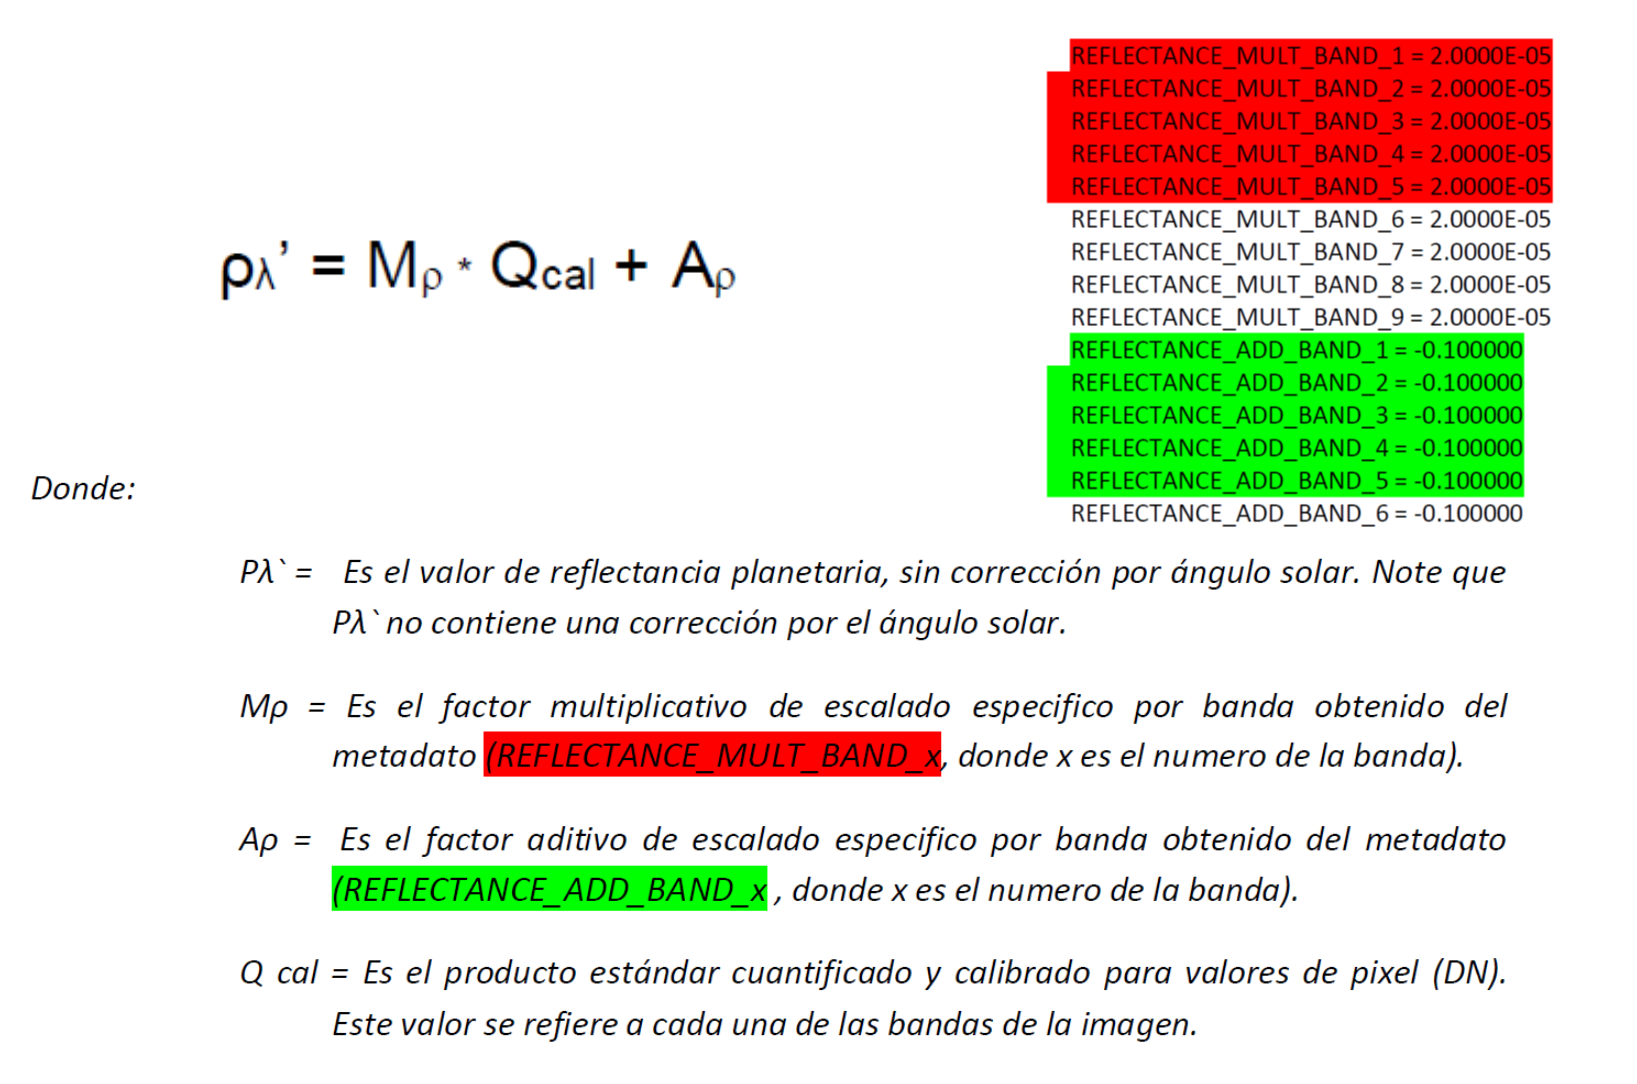 REFLECTANCE_MULT_BAND_1 = 2.0000E-05
REFLECTANCE_MULT_BAND_2 = 2.0000E-05
REFLECTANCE_MULT_BAND_3 = 2.0000E-05
REFLECTANCE_MULT_BAND_4 = 2.0000E-05
REFLECTANCE_MULT_BAND_5 = 2.0000E-05
REFLECTANCE_MULT_BAND_6 = 2.0000E-05
REFLECTANCE_MULT_BAND_7 = 2.0000E-05
REFLECTANCE_MULT_BAND_8 = 2.0000E-05
REFLECTANCE_MULT_BAND_9 = 2.0000E-05
REFLECTANCE_ADD_BAND_1 = -0.100000
REFLECTANCE_ADD_BAND_2 = -0.100000
REFLECTANCE_ADD_BAND_3 = -0.100000
REFLECTANCE_ADD_BAND_4 = -0.100000
REFLECTANCE_ADD_BAND_5 = -0.100000
REFLECTANCE_ADD_BAND_6 = -0.100000
ρλ’ = Mρ * Qcal + Aρ
Donde:
Pλ` = Es el valor de reflectancia planetaria, sin corrección por ángulo solar. Note que
Pλ` no contiene una corrección por el ángulo solar.
Mρ = Es el factor multiplicativo de escalado especifico por banda obtenido del
metadato (REFLECTANCE_MULT_BAND_x, donde x es el numero de la banda).
Aρ = Es el factor aditivo de escalado especifico por banda obtenido del metadato
(REFLECTANCE_ADD_BAND_x , donde x es el numero de la banda).
Q cal = Es el producto estándar cuantificado y calibrado para valores de pixel (DN).
Este valor se refiere a cada una de las bandas de la imagen.